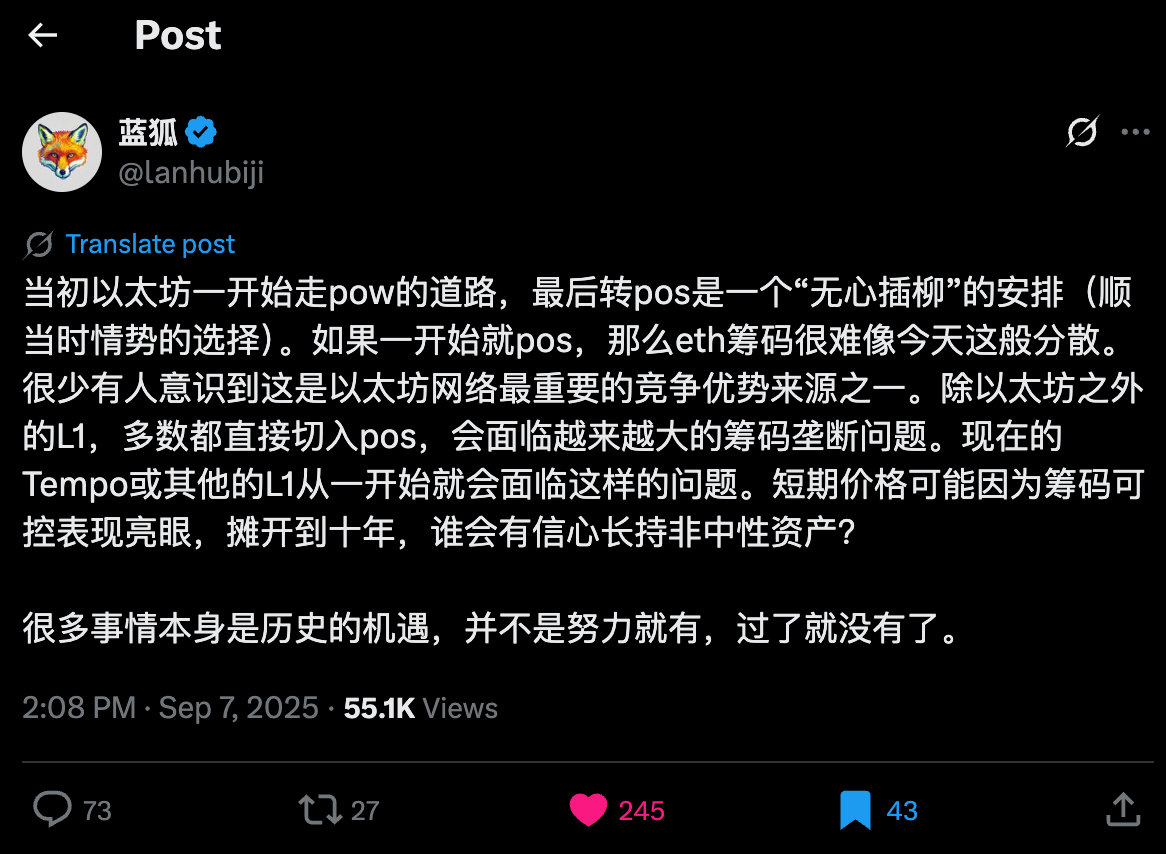 Post
蓝狐
@lanhubiji
Translate post
当初以太坊一开始走pow的道路，最后转pos是一个“无心插柳”的安排（顺
当时情势的选择）。如果一开始就pos，那么eth筹码很难像今天这般分散。
很少有人意识到这是以太坊网络最重要的竞争优势来源之一。除以太坊之外
的L1，多数都直接切入pos，会面临越来越大的筹码垄断问题。现在的
Tempo或其他的L1从一开始就会面临这样的问题。短期价格可能因为筹码可
控表现亮眼，摊开到十年，谁会有信心长持非中性资产？
很多事情本身是历史的机遇，并不是努力就有，过了就没有了。
2:08 PM · Sep 7, 2025 · 55.1K Views
73 27 245 43